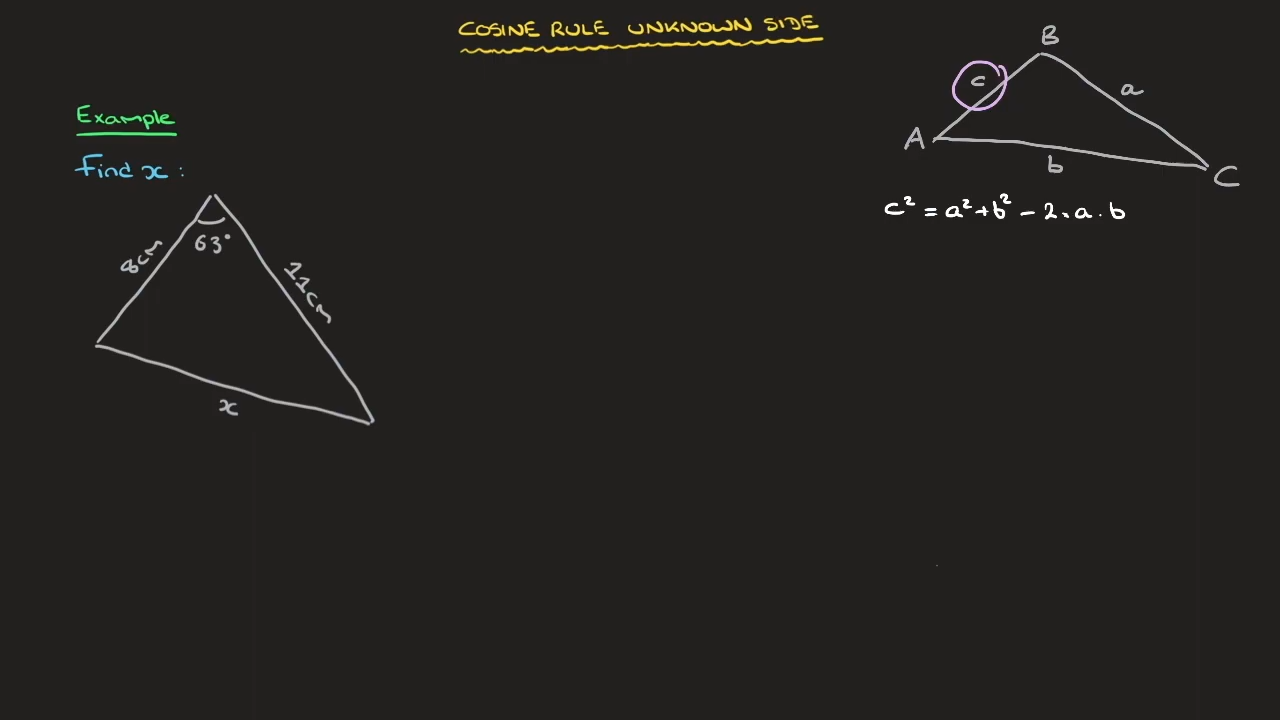 COSINE RULE UNKNOWN SIDE
B
c
a
A
b
C
c² = a² + b² - 2 . a . b
Example
Find x :
63°
8cm
11cm
x